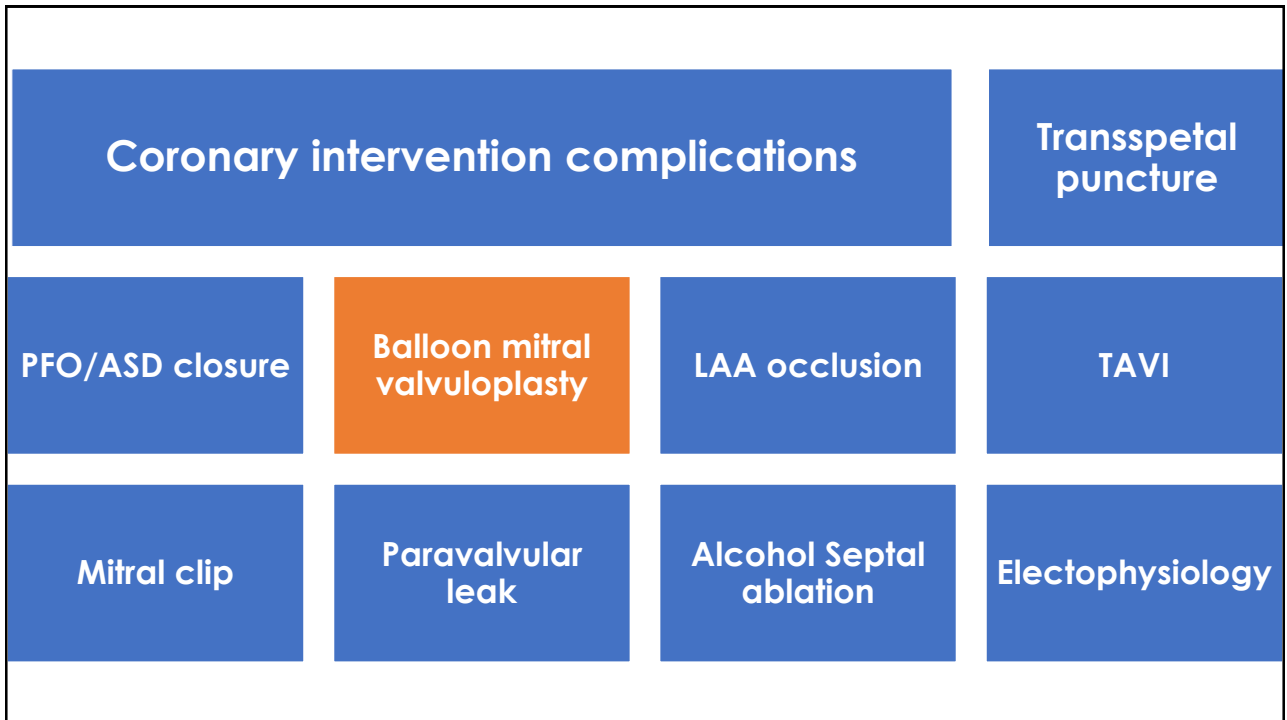 Coronary intervention complications
Transspetal
puncture
PFO/ASD closure
Balloon mitral
valvuloplasty
LAA occlusion
TAVI
Mitral clip
Paravalvular
leak
Alcohol Septal
ablation
Electophysiology